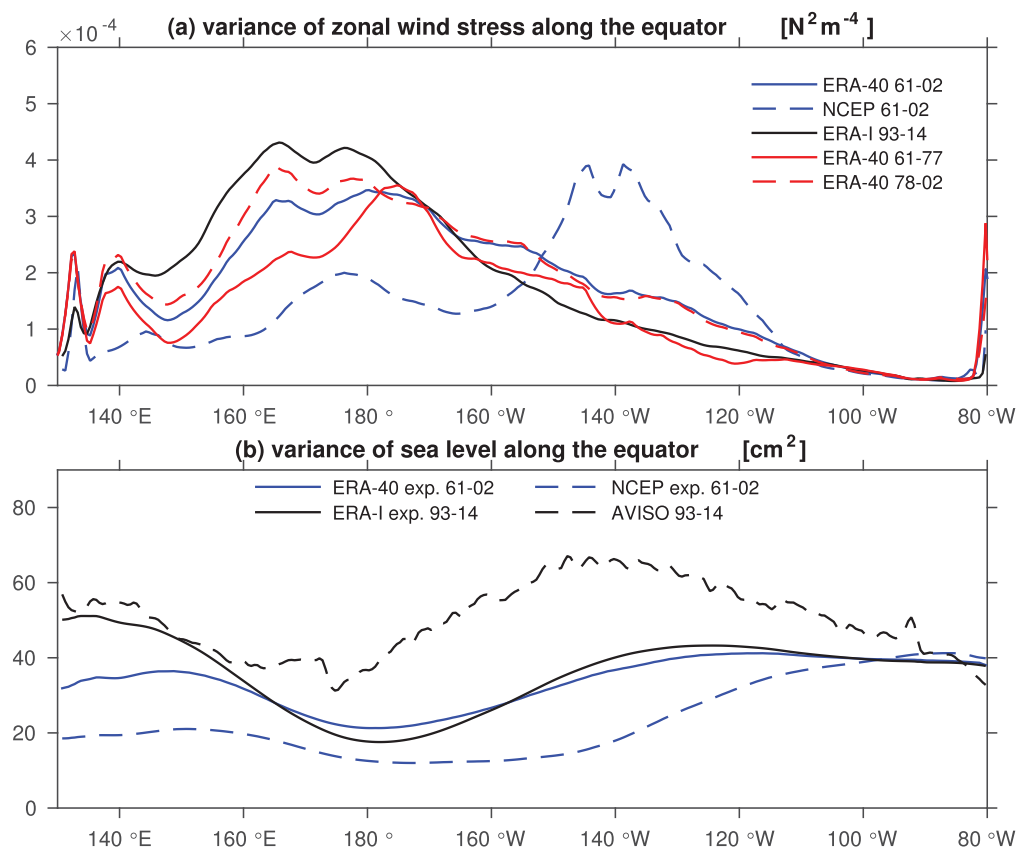 (a) variance of zonal wind stress along the equator [N² m⁻⁴ ]
×10⁻⁴
6
5
4
3
2
1
0
ERA-40 61-02
NCEP 61-02
ERA-I 93-14
ERA-40 61-77
ERA-40 78-02
140 °E 160 °E 180 ° 160 °W 140 °W 120 °W 100 °W 80 °W
(b) variance of sea level along the equator [cm² ]
80
60
40
20
0
ERA-40 exp. 61-02 NCEP exp. 61-02
ERA-I exp. 93-14 AVISO 93-14
140 °E 160 °E 180 ° 160 °W 140 °W 120 °W 100 °W 80 °W